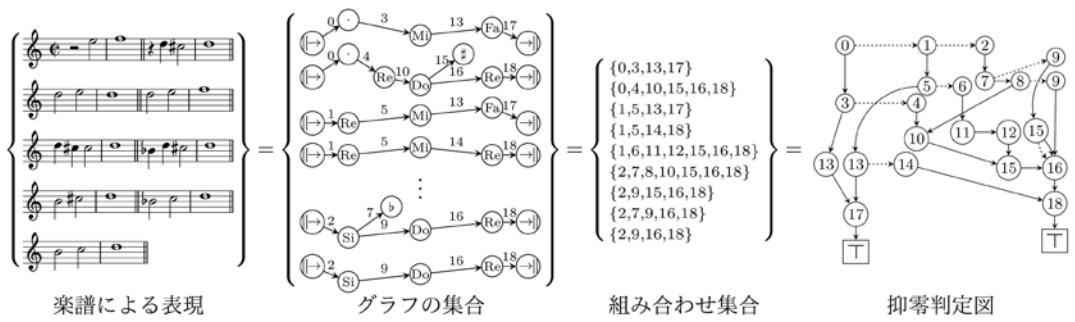 0 3 13 17
· Mi Fa
0 4 15 ♯
· Re 10 Do 16 Re 18
1 Re 5 Mi 13 Fa 17
1 Re 5 Mi 14 Re 18
⋮
2 Si 7 ♭ 9 Do 16 Re 18
2 Si 9 Do 16 Re 18
{0,3,13,17}
{0,4,10,15,16,18}
{1,5,13,17}
{1,5,14,18}
{1,6,11,12,15,16,18}
{2,7,8,10,15,16,18}
{2,9,15,16,18}
{2,7,9,16,18}
{2,9,16,18}
0 1 2
9
5 6 7 8 9
3 4
10 11 12 15
13 13 14 15 16
17 18
⊤ ⊤
= = =
楽譜による表現
グラフの集合
組み合わせ集合
抑零判定図